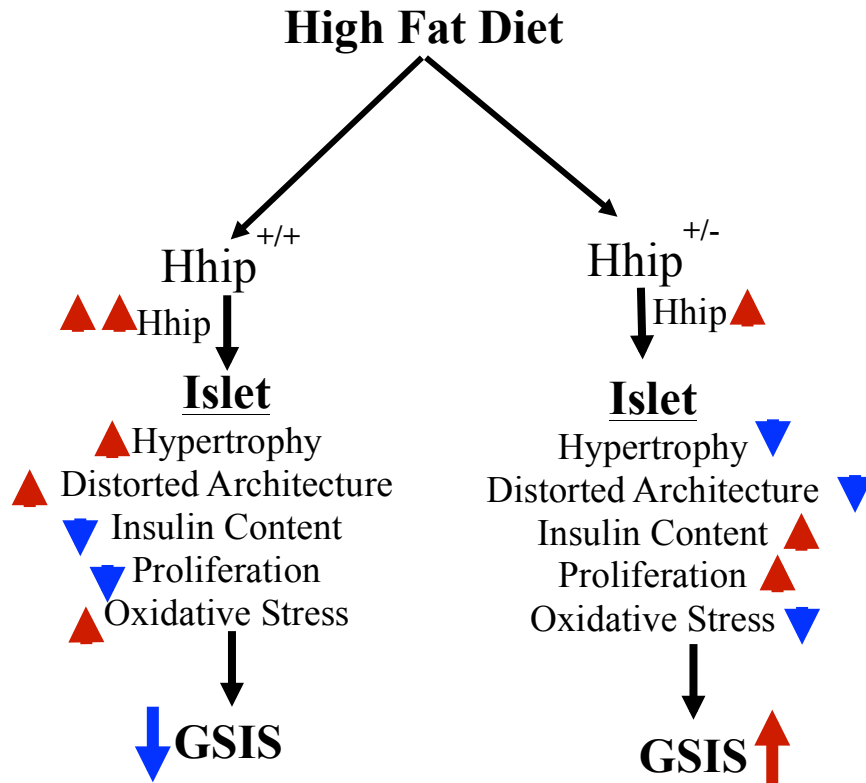 High Fat Diet
Hhip+/+
Hhip
Islet
Hypertrophy
Distorted Architecture
Insulin Content
Proliferation
Oxidative Stress
GSIS
Hhip+/-
Hhip
Islet
Hypertrophy
Distorted Architecture
Insulin Content
Proliferation
Oxidative Stress
GSIS